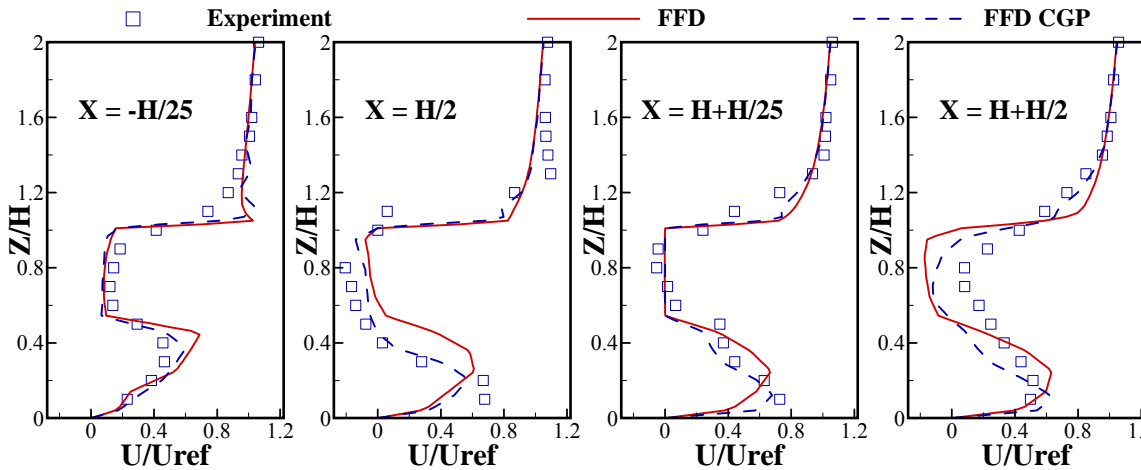 Experiment FFD FFD CGP
2 2 2 2
X = -H/25 X = H/2 X = H+H/25 X = H+H/2
1.6 1.6 1.6 1.6
1.2 1.2 1.2 1.2
Z/H Z/H Z/H Z/H
0.8 0.8 0.8 0.8
0.4 0.4 0.4 0.4
0 0 0 0
0 0.4 0.8 1.2 0 0.4 0.8 1.2 0 0.4 0.8 1.2 0 0.4 0.8 1.2
U/Uref U/Uref U/Uref U/Uref